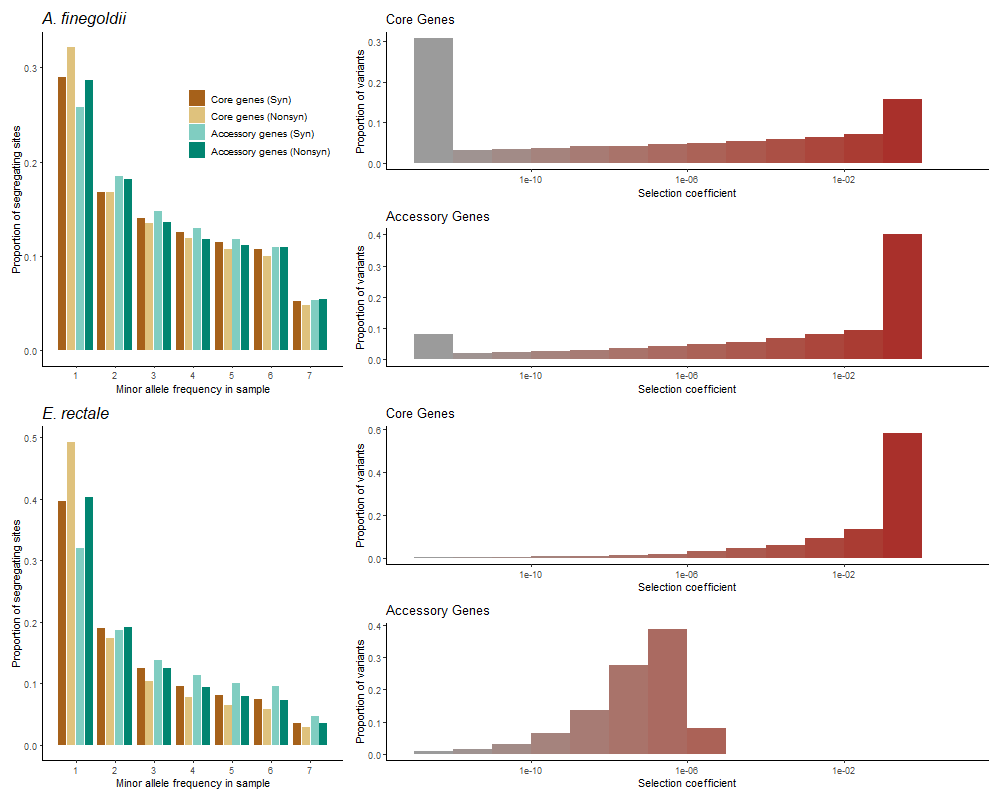 A. finegoldii
Proportion of segregating sites
0.3
0.2
0.1
0.0
Core genes (Syn)
Core genes (Nonsyn)
Accessory genes (Syn)
Accessory genes (Nonsyn)
1 2 3 4 5 6 7
Minor allele frequency in sample
Core Genes
Proportion of variants
0.3
0.2
0.1
0.0
1e-10 1e-06 1e-02
Selection coefficient
Accessory Genes
Proportion of variants
0.4
0.3
0.2
0.1
0.0
1e-10 1e-06 1e-02
Selection coefficient
E. rectale
Proportion of segregating sites
0.5
0.4
0.3
0.2
0.1
0.0
1 2 3 4 5 6 7
Minor allele frequency in sample
Core Genes
Proportion of variants
0.6
0.4
0.2
0.0
1e-10 1e-06 1e-02
Selection coefficient
Accessory Genes
Proportion of variants
0.4
0.3
0.2
0.1
0.0
1e-10 1e-06 1e-02
Selection coefficient